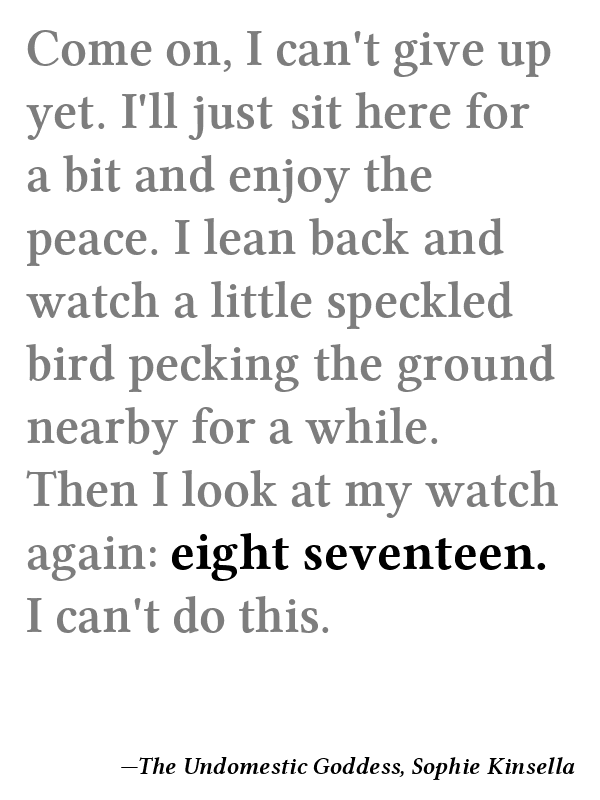 Come on, I can't give up
yet. I'll just sit here for
a bit and enjoy the
peace. I lean back and
watch a little speckled
bird pecking the ground
nearby for a while.
Then I look at my watch
again: eight seventeen.
I can't do this.
—The Undomestic Goddess, Sophie Kinsella